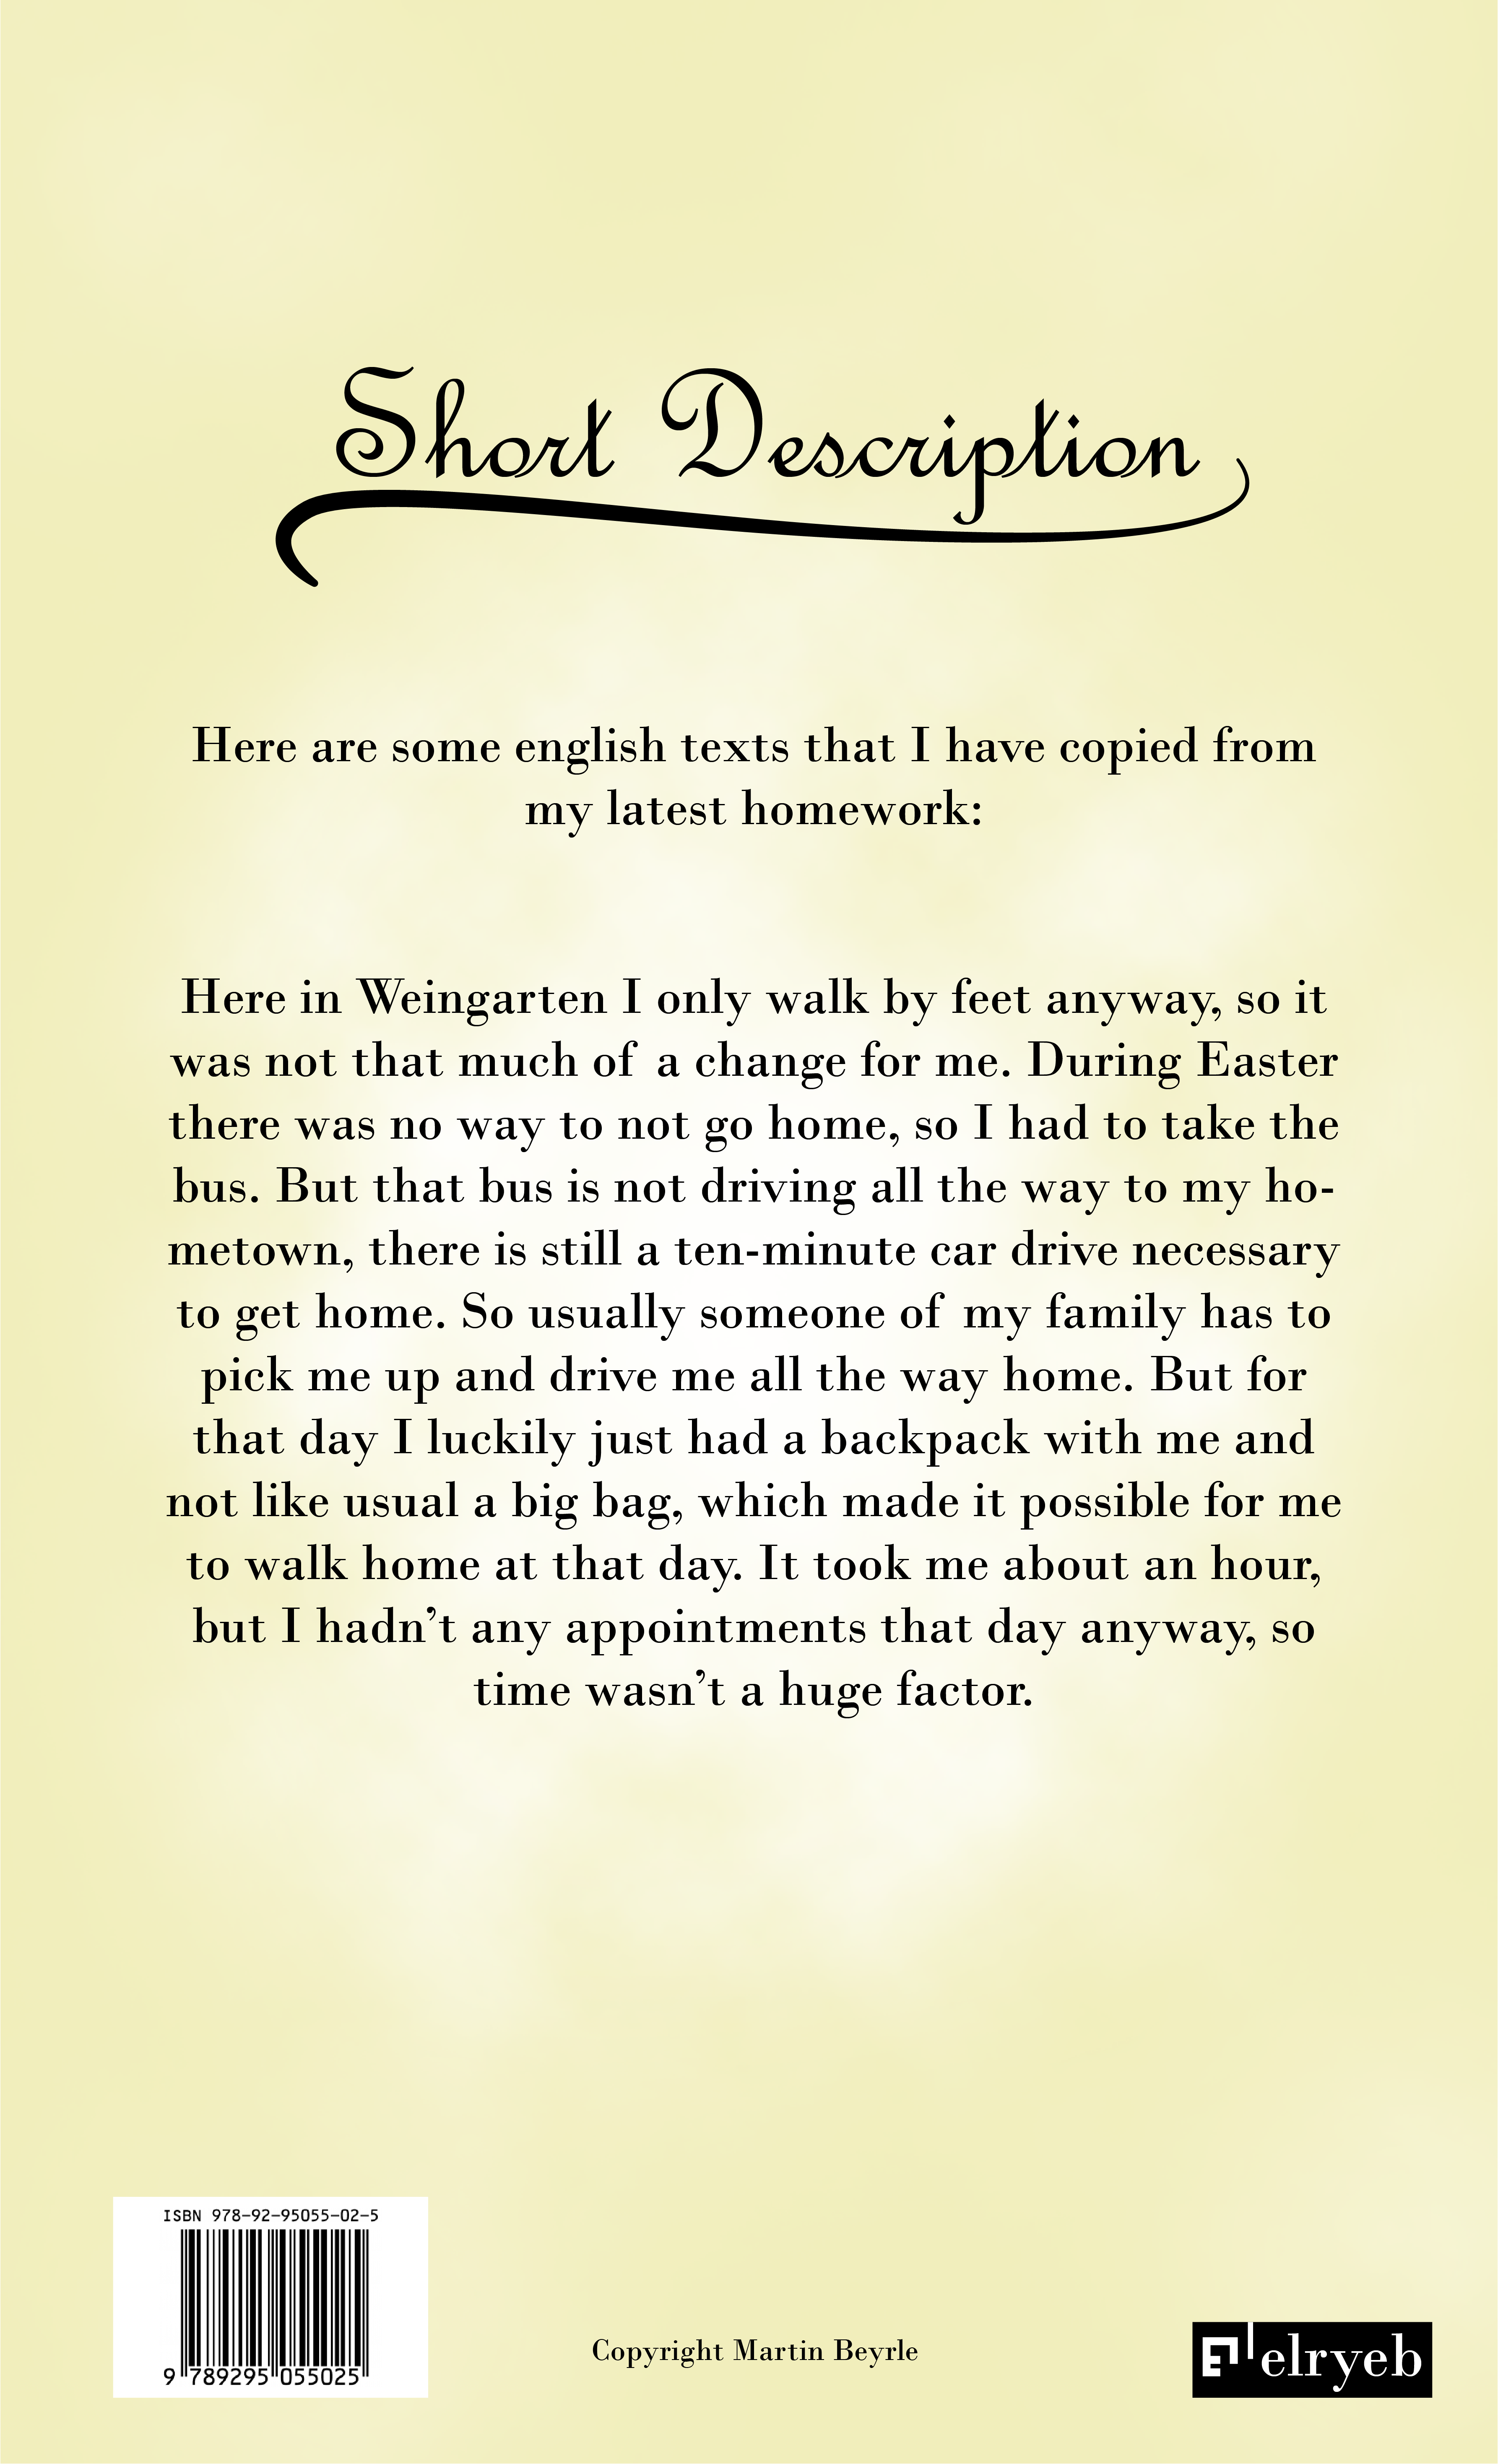 Short Description
Here are some english texts that I have copied from
my latest homework:
Here in Weingarten I only walk by feet anyway, so it
was not that much of a change for me. During Easter
there was no way to not go home, so I had to take the
bus. But that bus is not driving all the way to my ho-
metown, there is still a ten-minute car drive necessary
to get home. So usually someone of my family has to
pick me up and drive me all the way home. But for
that day I luckily just had a backpack with me and
not like usual a big bag, which made it possible for me
to walk home at that day. It took me about an hour,
but I hadn’t any appointments that day anyway, so
time wasn’t a huge factor.
ISBN 978-92-95055-02-5
9 789295 055025
Copyright Martin Beyrle
elryeb